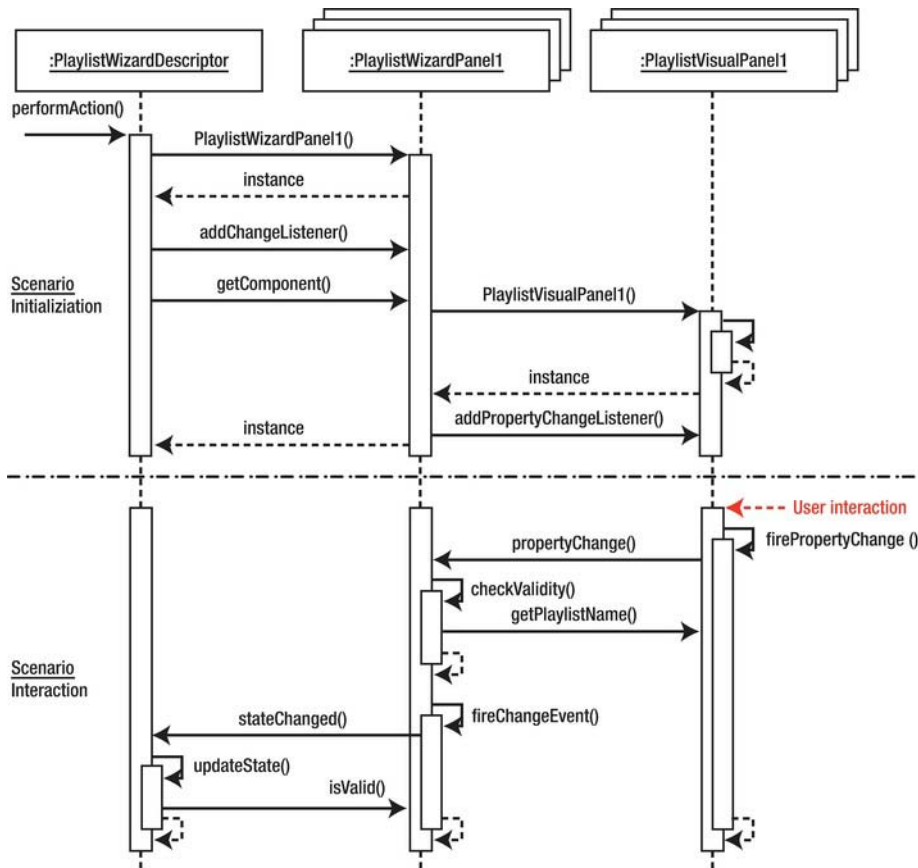 :PlaylistWizardDescriptor
:PlaylistWizardPanel1
:PlaylistVisualPanel1
performAction()
PlaylistWizardPanel1()
instance
addChangeListener()
getComponent()
Scenario
Initializiation
PlaylistVisualPanel1()
instance
addPropertyChangeListener()
instance
User interaction
firePropertyChange ()
propertyChange()
checkValidity()
getPlaylistName()
Scenario
Interaction
fireChangeEvent()
stateChanged()
updateState()
isValid()